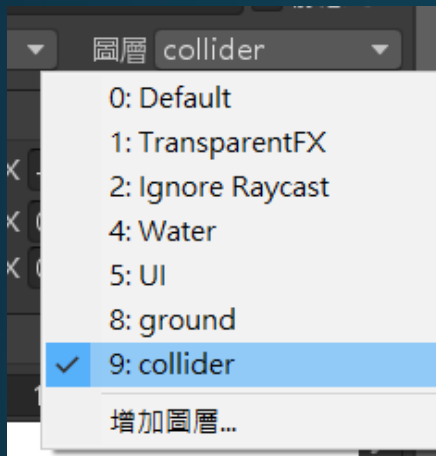 圖層 collider
0: Default
1: TransparentFX
2: Ignore Raycast
4: Water
5: UI
8: ground
9: collider
增加圖層...